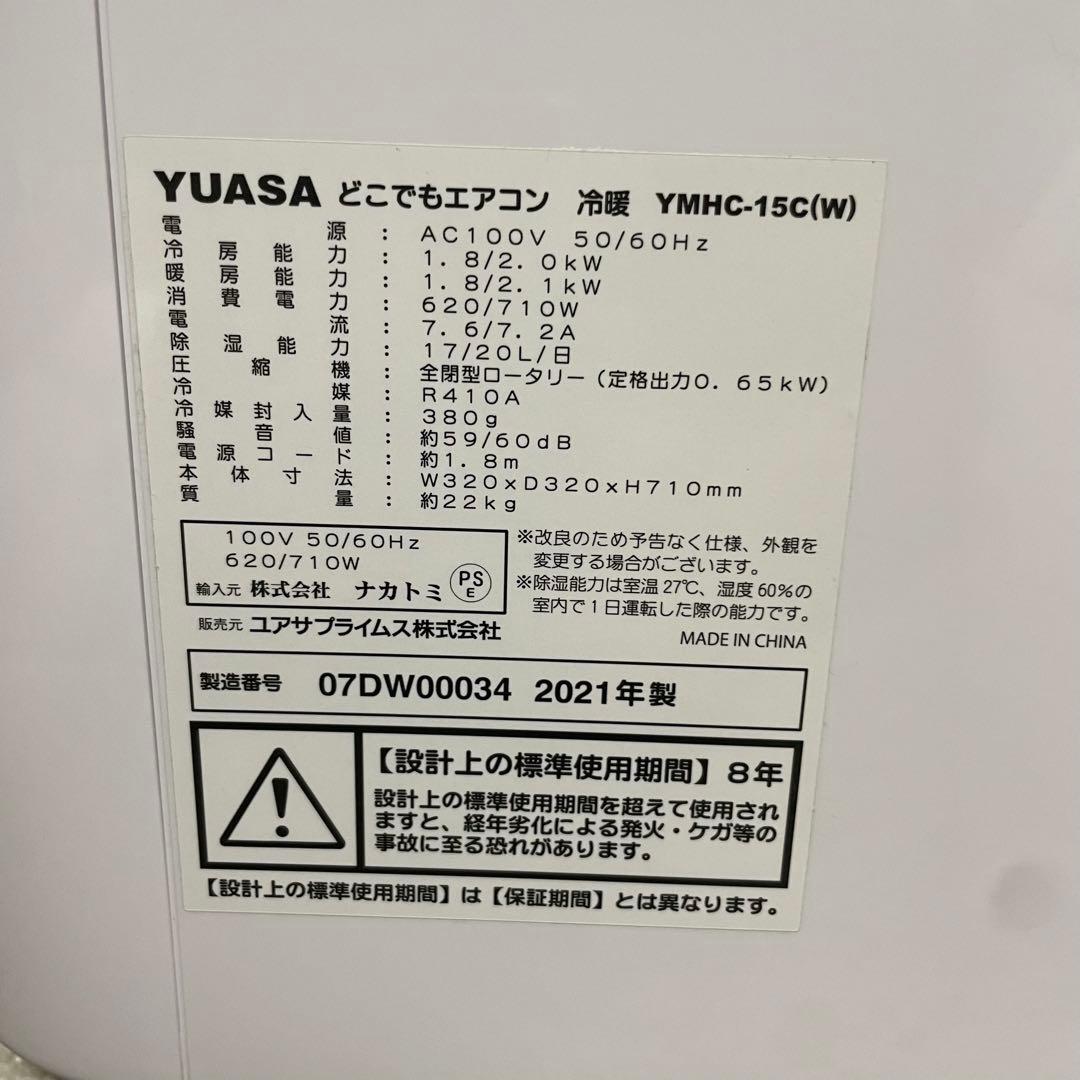 YUASA どこでもエアコン 冷暖 YMHC-15C(W)
電源 : AC100V 50/60Hz
冷房能力 : 1.8/2.0kW
暖房能力 : 1.8/2.1kW
消費電力 : 620/710W
電流 : 7.6/7.2A
除湿能力 : 17/20L/日
圧縮機 : 全閉型ロータリー(定格出力0.65kW)
冷媒 : R410A
冷媒封入量 : 380g
騒音値 : 約59/60dB
電源コード : 約1.8m
本体寸法 : W320xD320xH710mm
質量 : 約22kg
100V 50/60Hz
620/710W
輸入元 株式会社 ナカトミ
PS
E
販売元 ユアサプライムス株式会社
※改良のため予告なく仕様、外観を
変更する場合がございます。
※除湿能力は室温27℃、湿度60%の
室内で1日運転した際の能力です。
MADE IN CHINA
製造番号 07DW00034 2021年製
【設計上の標準使用期間】8年
設計上の標準使用期間を超えて使用され
ますと、経年劣化による発火・ケガ等の
事故に至る恐れがあります。
【設計上の標準使用期間】は【保証期間】とは異なります。